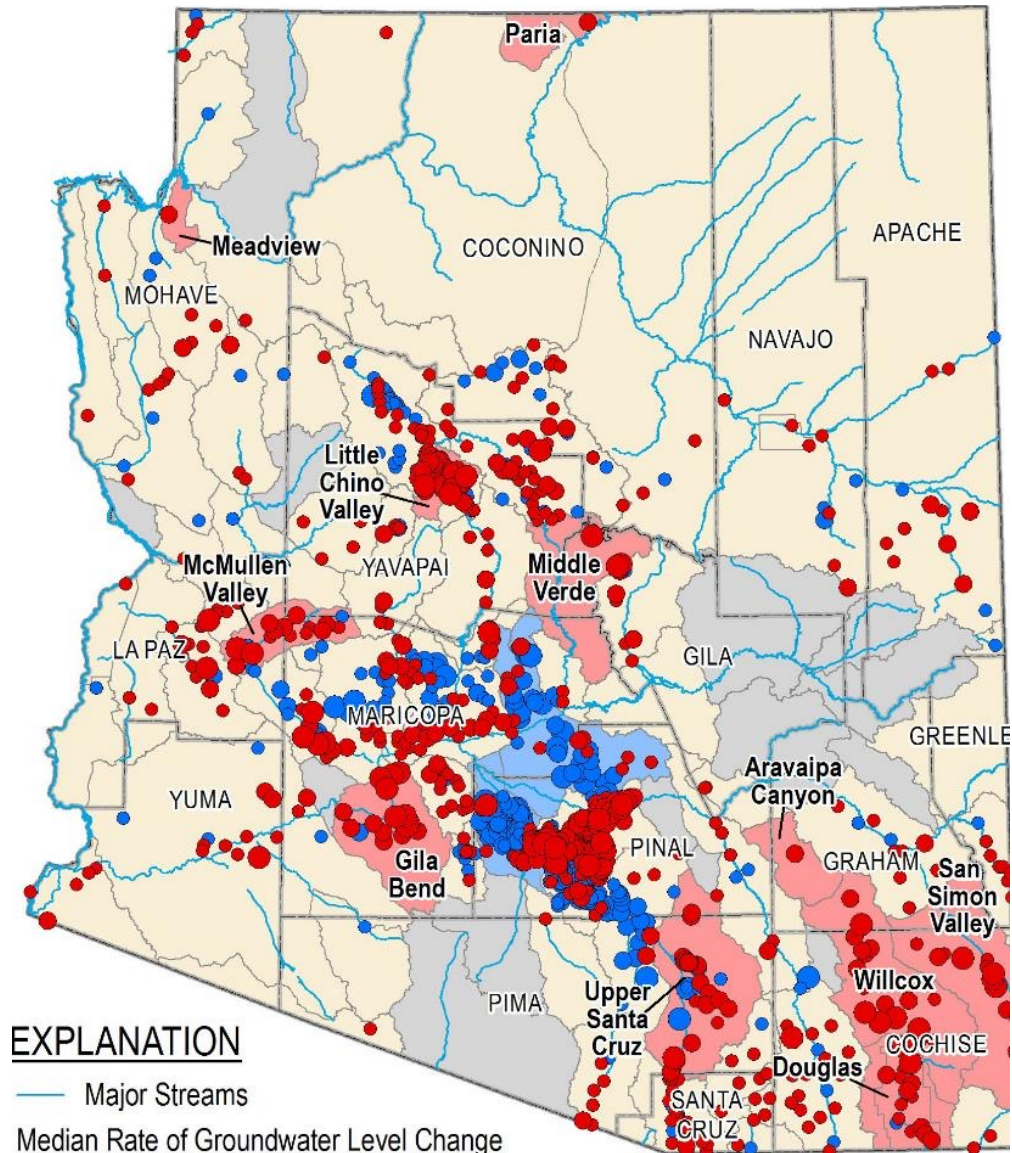 Paria
Meadview
COCONINO
APACHE
MOHAVE
NAVAJO
Little
Chino
Valley
McMullen
Valley
YAVAPAI
Middle
Verde
LA PAZ
GILA
MARICOPA
GREENLE
Aravaipa
Canyon
YUMA
PINAL
GRAHAM
Gila
Bend
San
Simon
Valley
PIMA
Upper
Santa
Cruz
Willcox
COCHISE
Douglas
SANTA
CRUZ
EXPLANATION
Major Streams
Median Rate of Groundwater Level Change